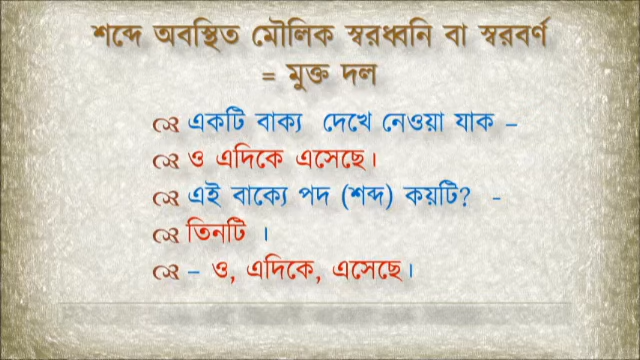 শব্দে অবস্থিত মৌলিক স্বরধ্বনি বা স্বরবর্ণ
= মুক্ত দল
একটি বাক্য দেখে নেওয়া যাক –
ও এদিকে এসেছে।
এই বাক্যে পদ (শব্দ) কয়টি? -
তিনটি ।
– ও, এদিকে, এসেছে।